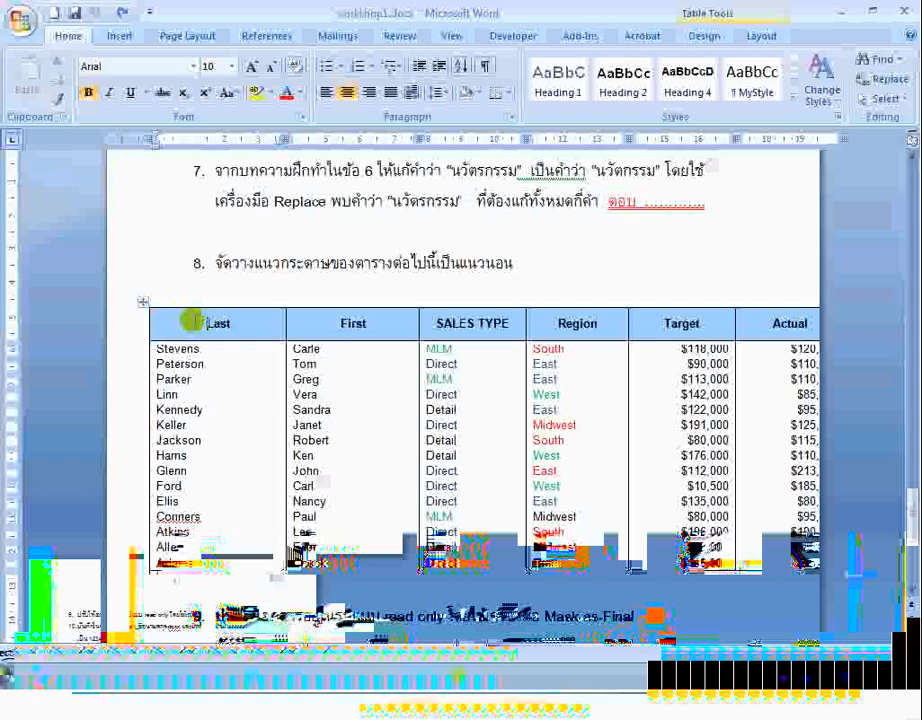 workhop1.docx - Microsoft Word
Table Tools
Home Insert Page Layout References Mailings Review View Developer Add-Ins Acrobat Design Layout
Arial 10
AaBbC AaBbCc AaBbCcD AaBbCc
Heading 1 Heading 2 Heading 4 ¶ MyStyle
Change Styles
Find
Replace
Select
Paste
Clipboard Font Paragraph Styles Editing
7. จากบทความฝึกทำในข้อ 6 ให้แก้คำว่า "นวัตรกรรม" เป็นคำว่า "นวัตกรรม" โดยใช้
เครื่องมือ Replace พบคำว่า "นวัตรกรรม" ที่ต้องแก้ทั้งหมดกี่คำ ตอบ ………….
8. จัดวางแนวกระดาษของตารางต่อไปนี้เป็นแนวนอน
Last First SALES TYPE Region Target Actual
Stevens Carle MLM South $118,000 $120,
Peterson Tom Direct East $90,000 $110,
Parker Greg MLM East $113,000 $110,
Linn Vera Direct West $142,000 $85,
Kennedy Sandra Detail East $122,000 $95,
Keller Janet Direct Midwest $191,000 $125,
Jackson Robert Detail South $80,000 $115,
Harris Ken Detail West $176,000 $112,
Glenn John Direct East $112,000 $213,
Ford Carl Direct West $10,500 $185,
Ellis Nancy Direct East $135,000 $80,
Conners Paul MLM Midwest $80,000 $95,
Atkins Lee Direct South
read only Mask as Final